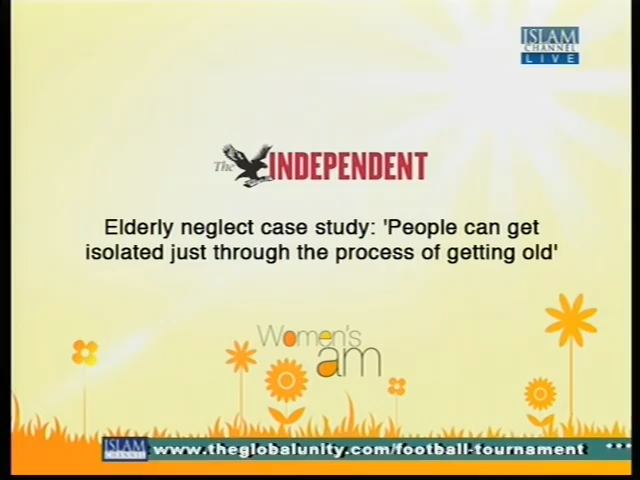 ISLAM
CHANNEL
LIVE
The INDEPENDENT
Elderly neglect case study: 'People can get
isolated just through the process of getting old'
Women's
am
ISLAM
CHANNEL
www.theglobalunity.com/football-tournament